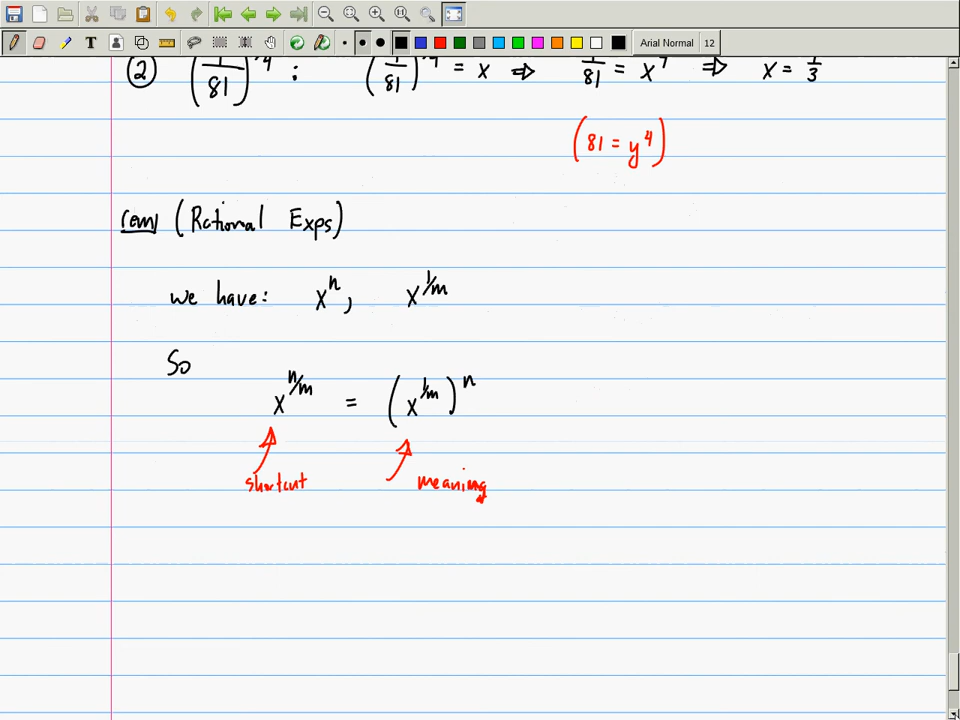 T
Arial Normal 12
② (1/81)^1/4 : (1/81)^1/4 = x ⇒ 1/81 = x^4 ⇒ x = 1/3
(81 = y^4)
rem (Rational Exps)
we have: x^n, x^1/m
So
x^n/m = (x^1/m)^n
shortcut meaning